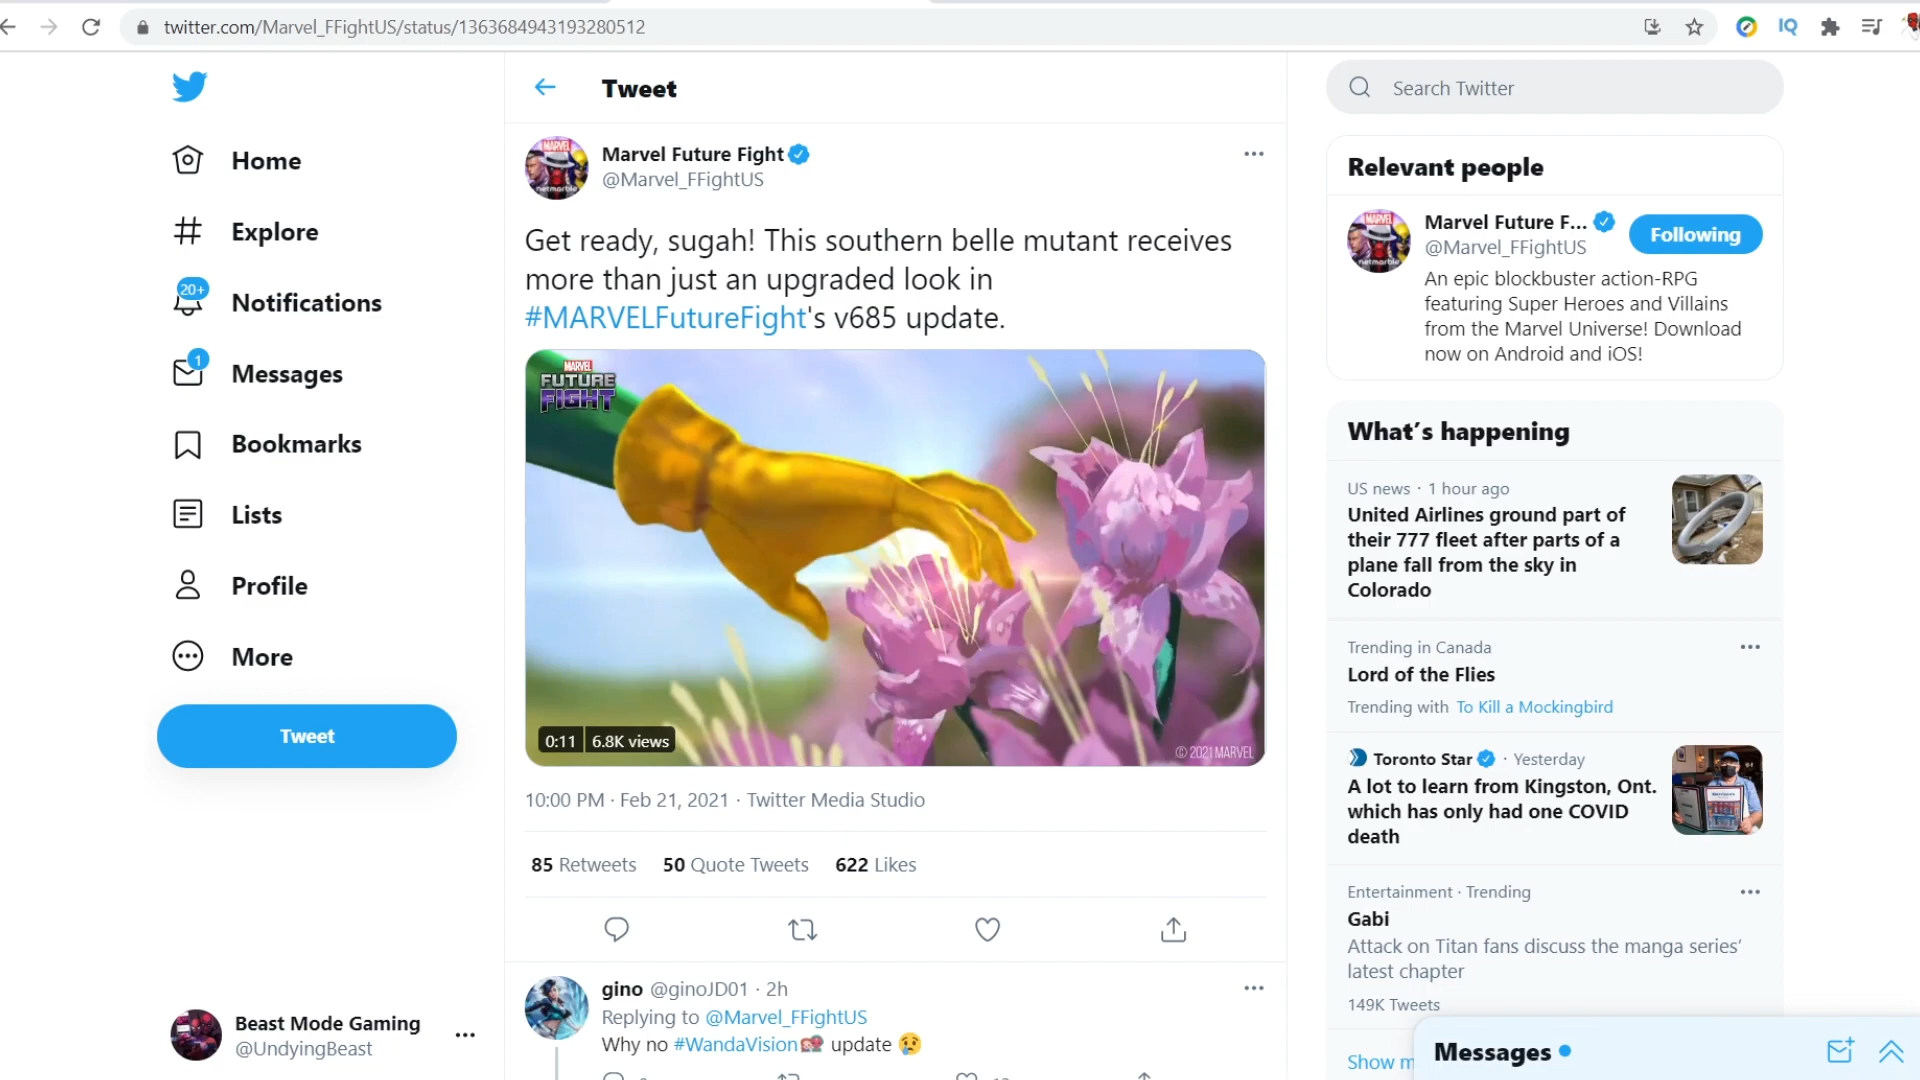 twitter.com/Marvel_FFightUS/status/1363684943193280512
IQ
Home
Explore
20+
Notifications
1
Messages
Bookmarks
Lists
Profile
More
Tweet
Beast Mode Gaming
@UndyingBeast
Tweet
Marvel Future Fight
@Marvel_FFightUS
Get ready, sugah! This southern belle mutant receives
more than just an upgraded look in
#MARVELFutureFight's v685 update.
MARVEL
FUTURE
FIGHT
0:11 6.8K views
© 2021 MARVEL
10:00 PM · Feb 21, 2021 · Twitter Media Studio
85 Retweets 50 Quote Tweets 622 Likes
gino @ginoJD01 · 2h
Replying to @Marvel_FFightUS
Why no #WandaVision update 😢
Search Twitter
Relevant people
Marvel Future F...
@Marvel_FFightUS
Following
An epic blockbuster action-RPG
featuring Super Heroes and Villains
from the Marvel Universe! Download
now on Android and iOS!
What's happening
US news · 1 hour ago
United Airlines ground part of
their 777 fleet after parts of a
plane fall from the sky in
Colorado
Trending in Canada
Lord of the Flies
Trending with To Kill a Mockingbird
Toronto Star · Yesterday
A lot to learn from Kingston, Ont.
which has only had one COVID
death
Entertainment · Trending
Gabi
Attack on Titan fans discuss the manga series'
latest chapter
149K Tweets
Show m
Messages